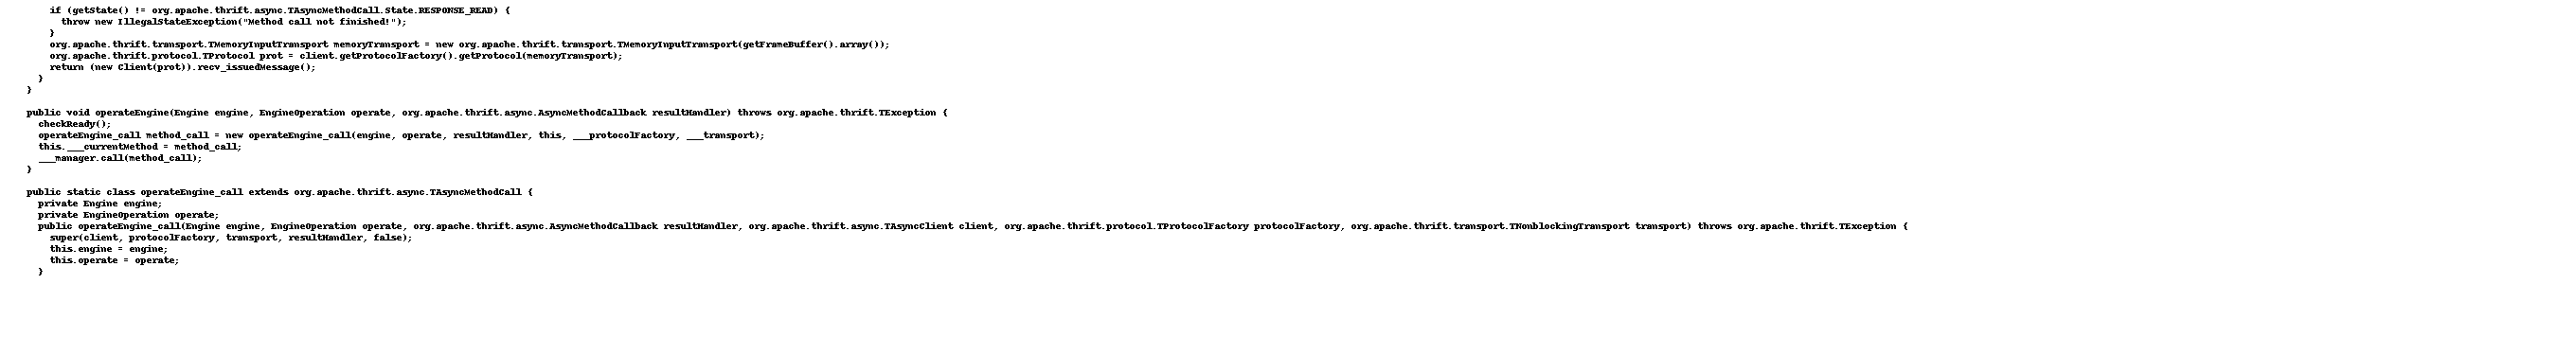 if (getState() != org.apache.thrift.async.TAsyncMethodCall.State.RESPONSE_READ) {
throw new IllegalStateException("Method call not finished!");
}
org.apache.thrift.transport.TMemoryInputTransport memoryTransport = new org.apache.thrift.transport.TMemoryInputTransport(getFrameBuffer().array());
org.apache.thrift.protocol.TProtocol prot = client.getProtocolFactory().getProtocol(memoryTransport);
return (new Client(prot)).recv_issuedMessage();
}
}
public void operateEngine(Engine engine, EngineOperation operate, org.apache.thrift.async.AsyncMethodCallback resultHandler) throws org.apache.thrift.TException {
checkReady();
operateEngine_call method_call = new operateEngine_call(engine, operate, resultHandler, this, ___protocolFactory, ___transport);
this.___currentMethod = method_call;
___manager.call(method_call);
}
public static class operateEngine_call extends org.apache.thrift.async.TAsyncMethodCall {
private Engine engine;
private EngineOperation operate;
public operateEngine_call(Engine engine, EngineOperation operate, org.apache.thrift.async.AsyncMethodCallback resultHandler, org.apache.thrift.async.TAsyncClient client, org.apache.thrift.protocol.TProtocolFactory protocolFactory, org.apache.thrift.transport.TNonblockingTransport transport) throws org.apache.thrift.TException {
super(client, protocolFactory, transport, resultHandler, false);
this.engine = engine;
this.operate = operate;
}